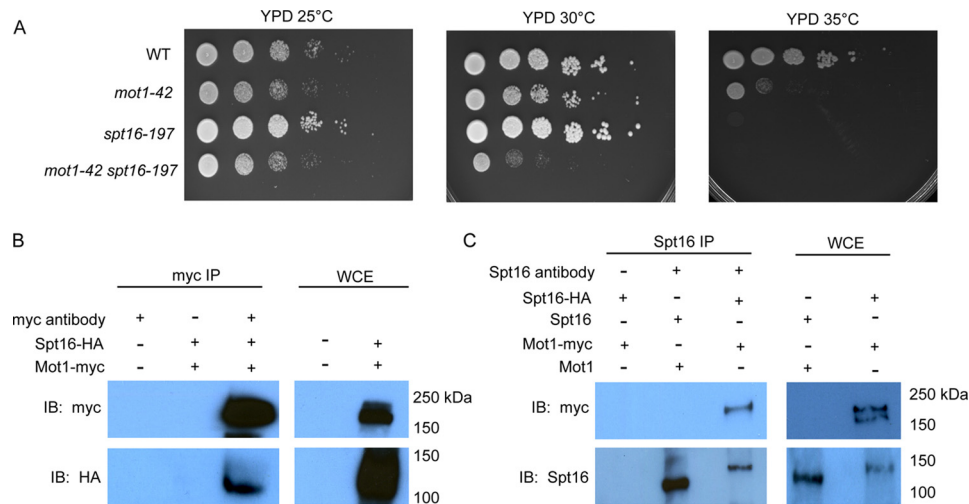 A
YPD 25°C
YPD 30°C
YPD 35°C
WT
mot1-42
spt16-197
mot1-42 spt16-197
B
myc IP
WCE
myc antibody + - +
Spt16-HA - + + - +
Mot1-myc - + + - +
IB: myc
250 kDa
150
IB: HA
150
100
C
Spt16 IP
WCE
Spt16 antibody - + +
Spt16-HA + - + - +
Spt16 - + - + -
Mot1-myc + - + - +
Mot1 - + - + -
IB: myc
250 kDa
150
IB: Spt16
150
100